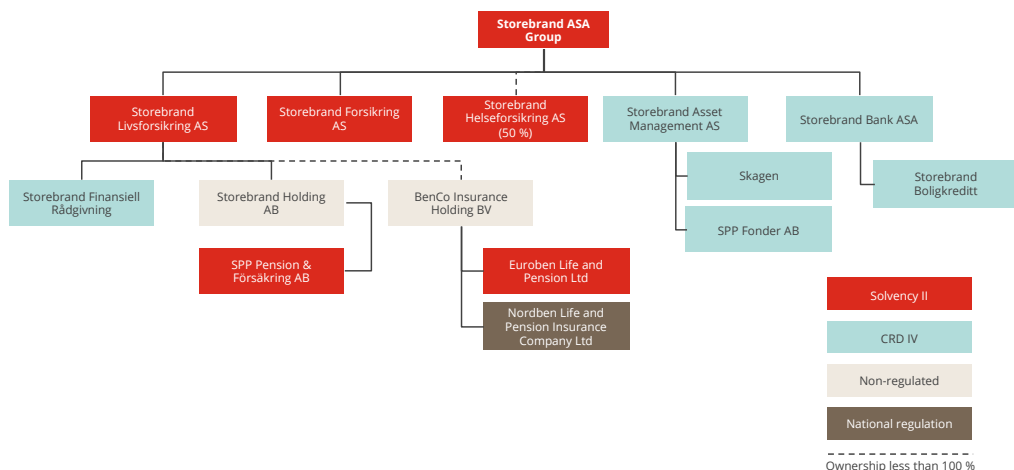 Storebrand ASA
Group
Storebrand
Livsforsikring AS
Storebrand Forsikring
AS
Storebrand
Helseforsikring AS
(50 %)
Storebrand Asset
Management AS
Storebrand Bank ASA
Storebrand Finansiell
Rådgivning
Storebrand Holding
AB
BenCo Insurance
Holding BV
Skagen
Storebrand
Boligkreditt
SPP Fonder AB
SPP Pension &
Försäkring AB
Euroben Life and
Pension Ltd
Nordben Life and
Pension Insurance
Company Ltd
Solvency II
CRD IV
Non-regulated
National regulation
Ownership less than 100 %